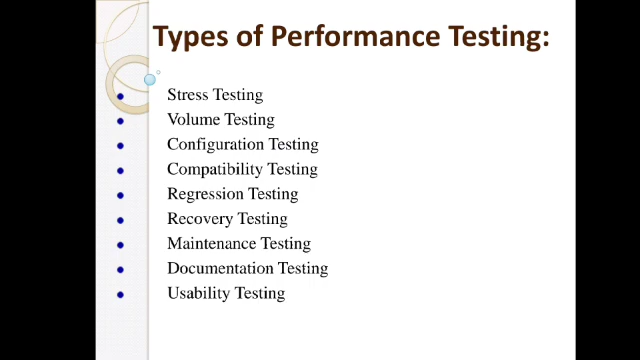 Types of Performance Testing:
Stress Testing
Volume Testing
Configuration Testing
Compatibility Testing
Regression Testing
Recovery Testing
Maintenance Testing
Documentation Testing
Usability Testing